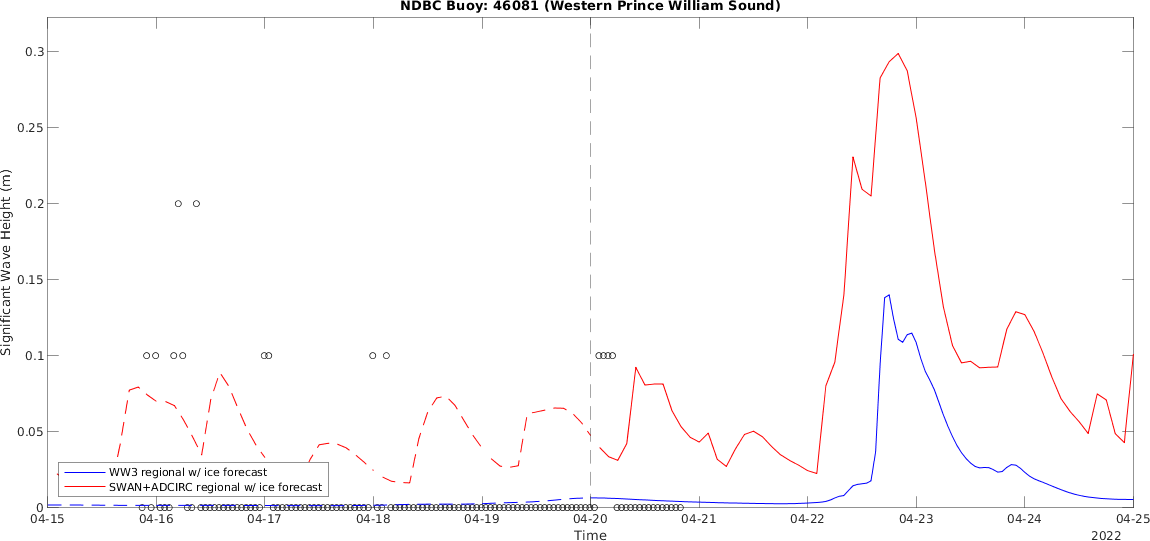 NDBC Buoy: 46081 (Western Prince William Sound)
Significant Wave Height (m)
0.3
0.25
0.2
0.15
0.1
0.05
0
WW3 regional w/ ice forecast
SWAN+ADCIRC regional w/ ice forecast
04-15 04-16 04-17 04-18 04-19 04-20 04-21 04-22 04-23 04-24 04-25
Time
2022